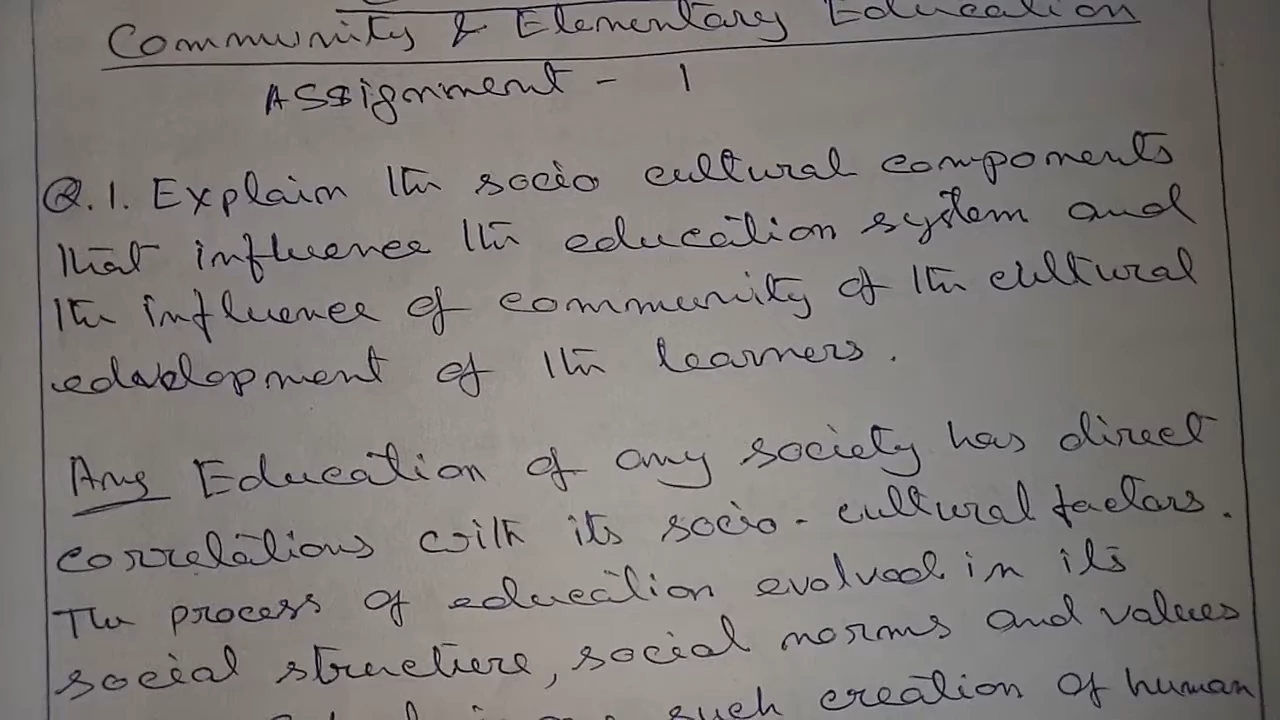 Community & Elementary Education
Assignment - 1
Q.1. Explain the socio cultural components
that influence the education system and
the influence of community of the cultural
edevelopment of the learners.
Ans Education of any society has direct
correlations with its socio-cultural factors.
The process of education evolved in its
social structure, social norms and values
such creation of human